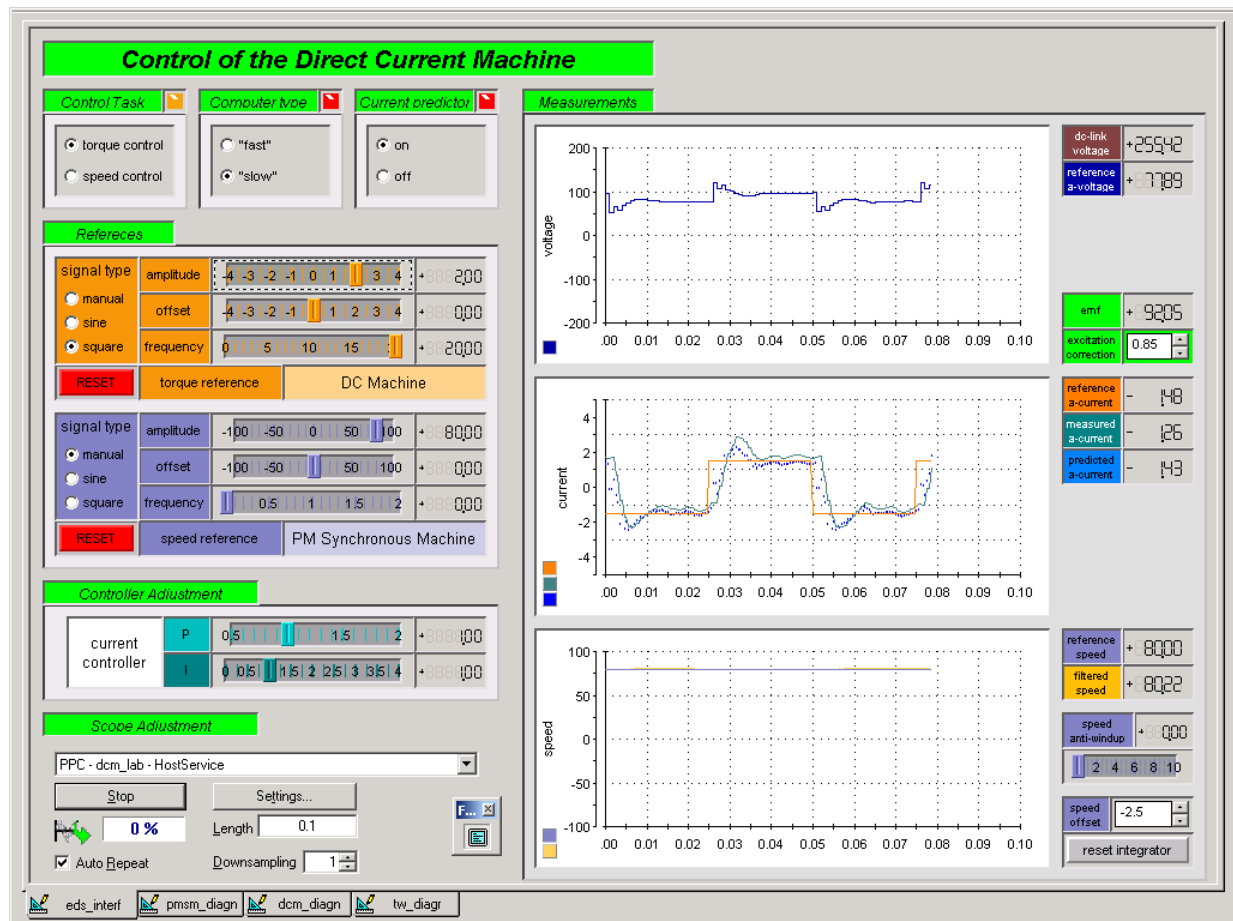 Control of the Direct Current Machine
Control Task
Computer type
Current predictor
Measurements
torque control
speed control
"fast"
"slow"
on
off
Refereces
signal type
manual
sine
square
amplitude
-4 -3 -2 -1 0 1 3 4
+ 2,00
offset
-4 -3 -2 -1 1 2 3 4
+ 0,00
frequency
0 5 10 15
+ 20,00
RESET
torque reference
DC Machine
signal type
manual
sine
square
amplitude
-100 -50 0 50 100
+ 80,00
offset
-100 -50 50 100
+ 0,00
frequency
0.5 1 1.5 2
+ 0,00
RESET
speed reference
PM Synchronous Machine
Controller Adjustment
current
controller
P
0.5 1.5 2
+ 1,00
I
0 0.5 1.5 2 2.5 3 3.5 4
+ 1,00
Scope Adjustment
PPC - dcm_lab - HostService
Stop
Settings...
0 %
Length
0.1
Auto Repeat
Downsampling
1
F...
voltage
200
100
0
-100
-200
.00 0.01 0.02 0.03 0.04 0.05 0.06 0.07 0.08 0.09 0.10
current
4
2
0
-2
-4
.00 0.01 0.02 0.03 0.04 0.05 0.06 0.07 0.08 0.09 0.10
speed
100
50
0
-50
-100
.00 0.01 0.02 0.03 0.04 0.05 0.06 0.07 0.08 0.09 0.10
dc-link
voltage
+255,42
reference
a-voltage
+ 77,89
emf
+ 92,05
excitation
correction
0.85
reference
a-current
- 1,48
measured
a-current
- 1,26
predicted
a-current
- 1,43
reference
speed
+ 80,00
filtered
speed
+ 80,22
speed
anti-windup
+ 0,00
2 4 6 8 10
speed
offset
-2.5
reset integrator
eds_interf
pmsm_diagn
dcm_diagn
tw_diagr